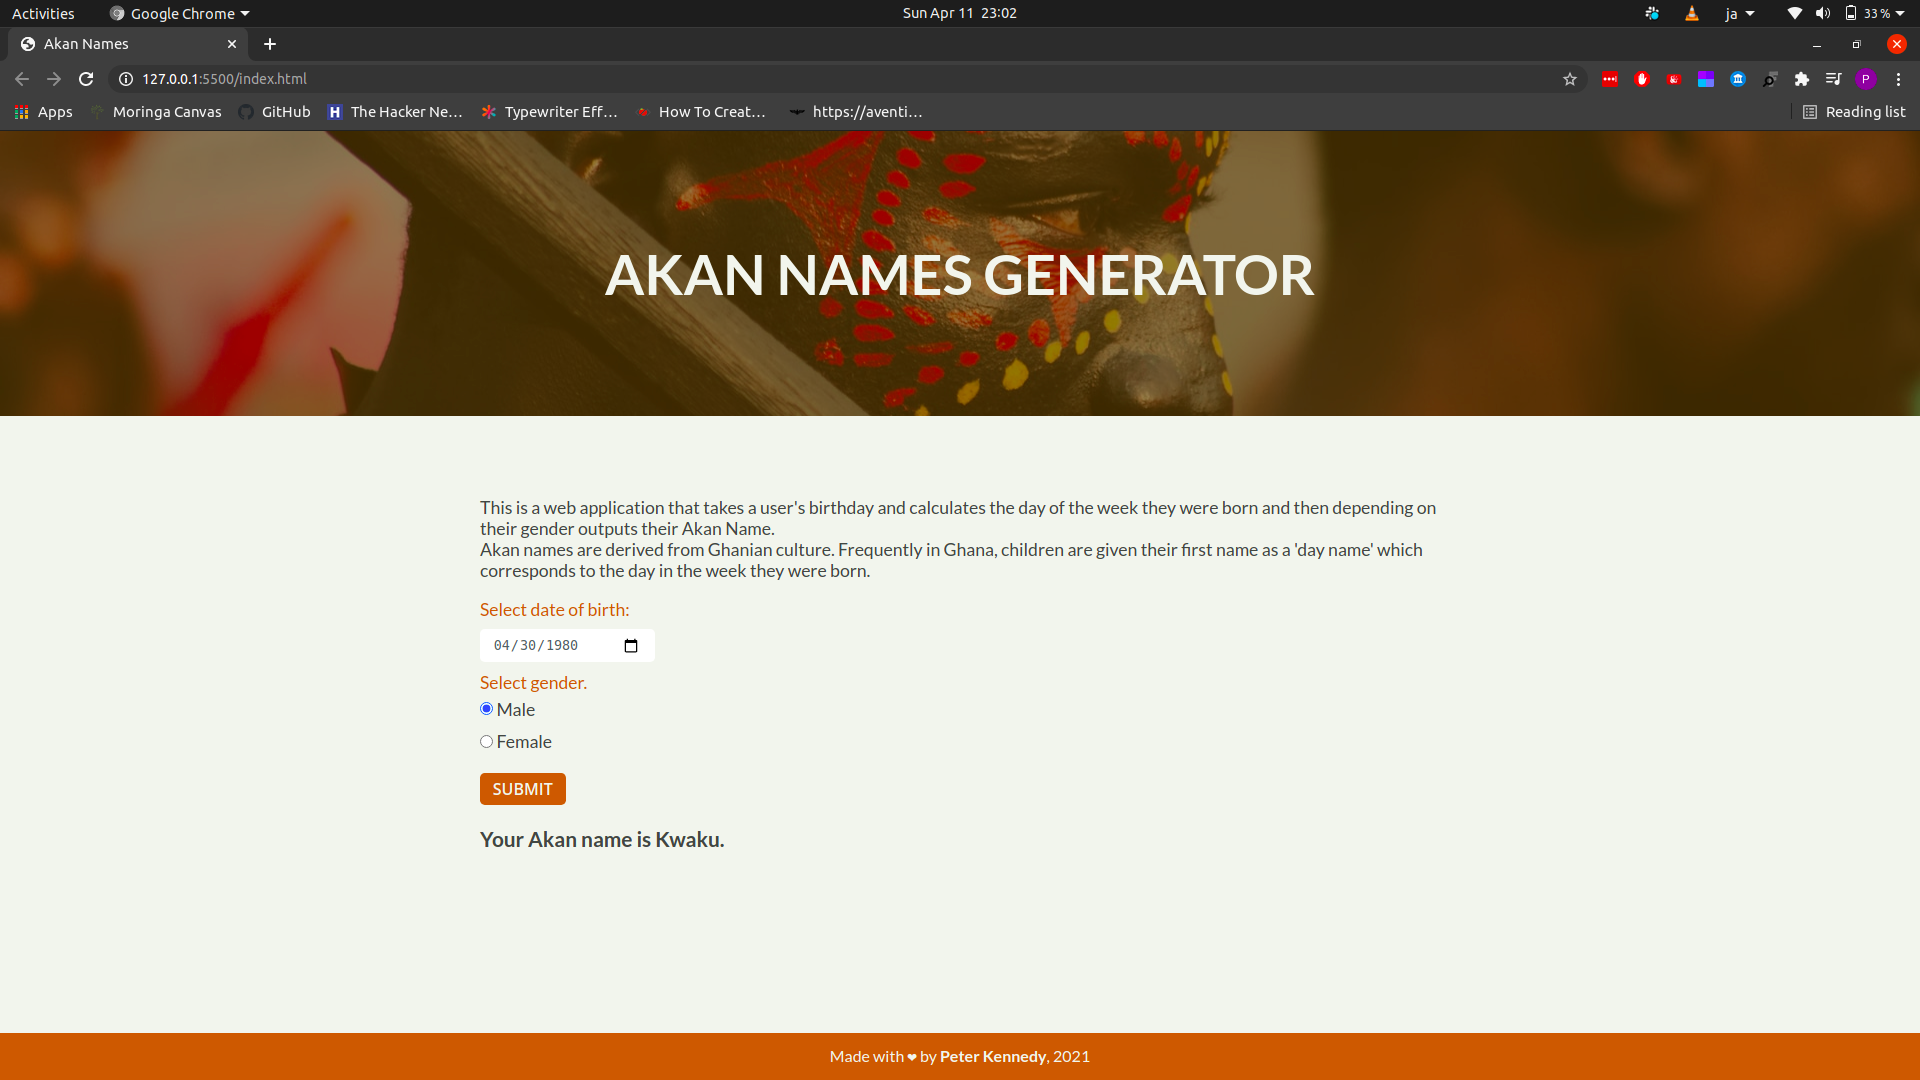 Activities
Google Chrome
Sun Apr 11 23:02
ja
33 %
Akan Names
127.0.0.1:5500/index.html
P
Apps
Moringa Canvas
GitHub
H
The Hacker Ne...
Typewriter Eff...
How To Creat...
https://aventi...
Reading list
AKAN NAMES GENERATOR
This is a web application that takes a user's birthday and calculates the day of the week they were born and then depending on
their gender outputs their Akan Name.
Akan names are derived from Ghanian culture. Frequently in Ghana, children are given their first name as a 'day name' which
corresponds to the day in the week they were born.
Select date of birth:
04/30/1980
Select gender.
Male
Female
SUBMIT
Your Akan name is Kwaku.
Made with ❤ by Peter Kennedy, 2021